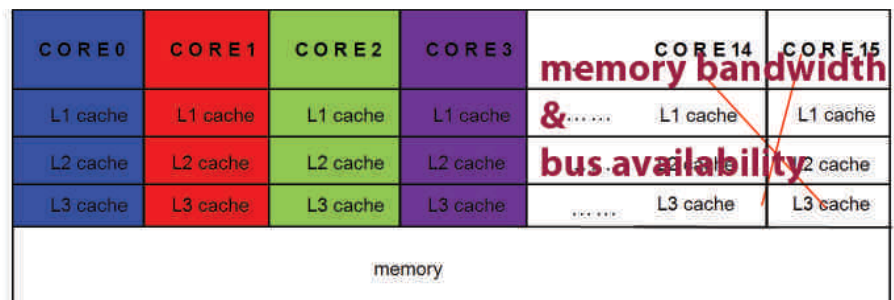 CORE0 CORE1 CORE2 CORE3 CORE14 CORE15
memory bandwidth
L1 cache L1 cache L1 cache L1 cache &...... L1 cache L1 cache
L2 cache L2 cache L2 cache L2 cache bus availability L2 cache
L3 cache L3 cache L3 cache L3 cache ...... L3 cache L3 cache
memory